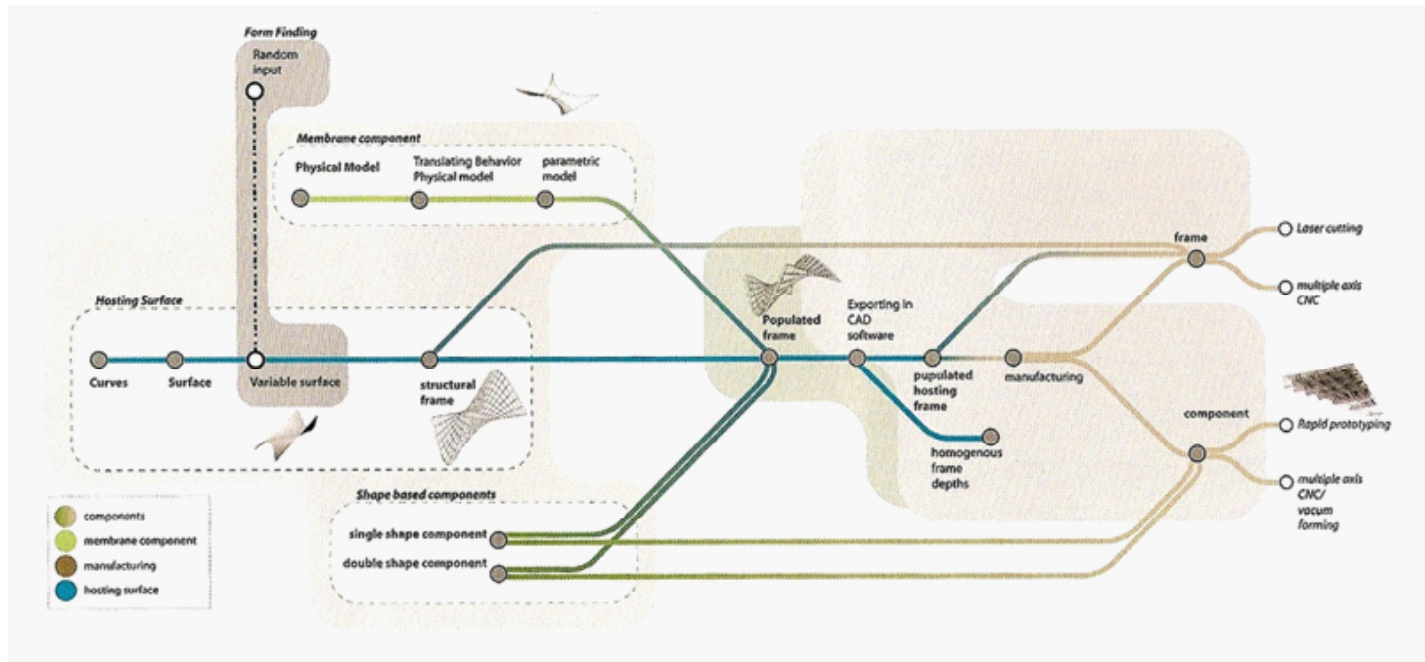 Form Finding
Random
input
Membrane component
Physical Model
Translating Behavior
Physical model
parametric
model
frame
Laser cutting
multiple axis
CNC
Hosting Surface
Curves
Surface
Variable surface
structural
frame
Populated
frame
Exporting in
CAD
software
pupulated
hosting
frame
manufacturing
homogenous
frame
depths
component
Rapid prototyping
multiple axis
CNC/
vacum
forming
Shape based components
single shape component
double shape component
components
membrane component
manufacturing
hosting surface